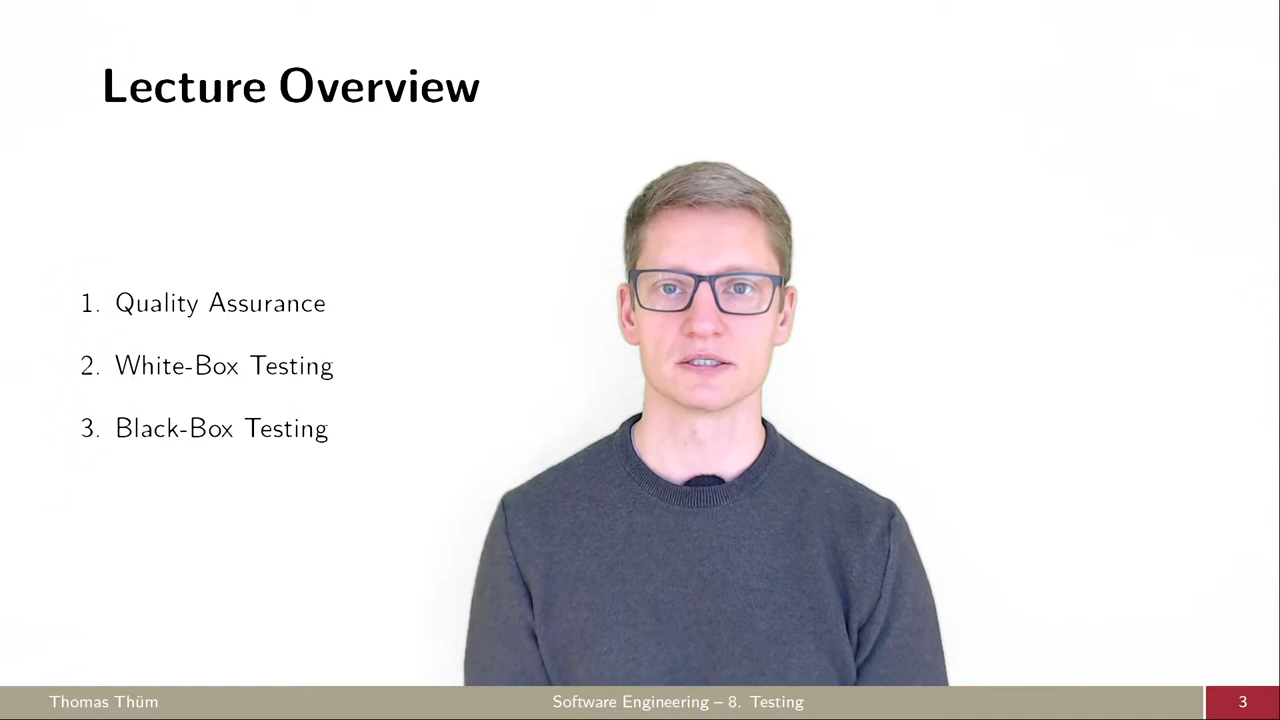 Lecture Overview
1. Quality Assurance
2. White-Box Testing
3. Black-Box Testing
Thomas Thüm
Software Engineering – 8. Testing
3